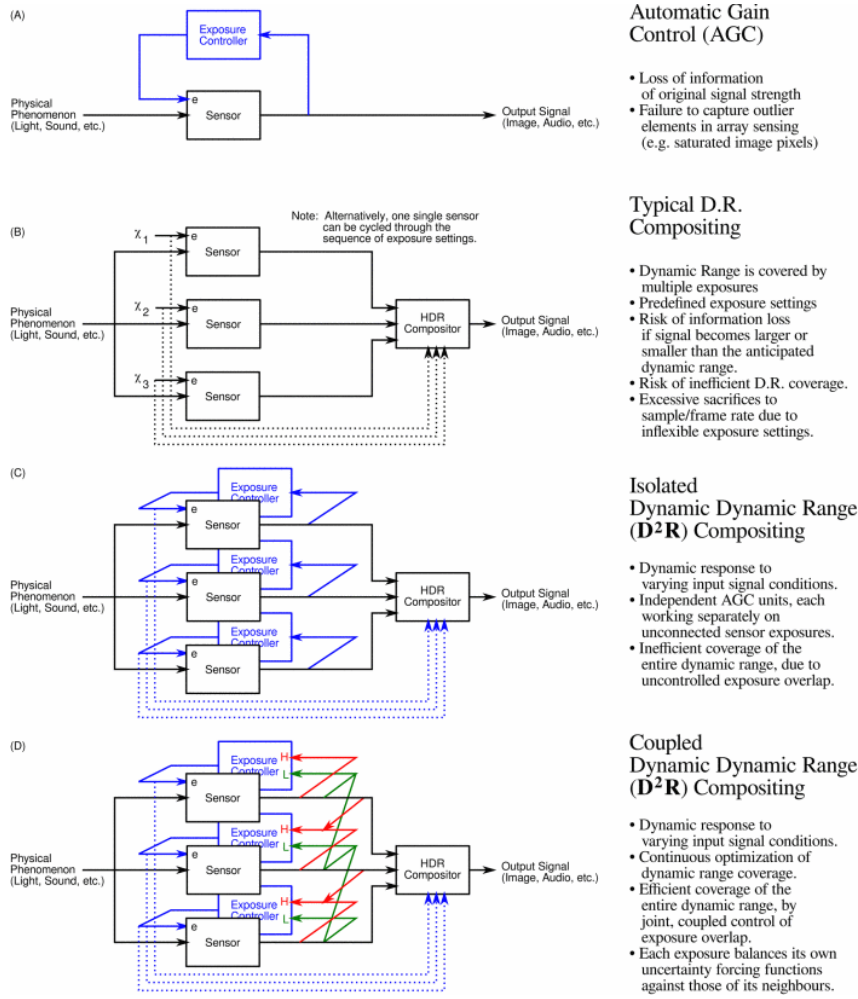 (A)
Exposure
Controller
e
Sensor
Physical
Phenomenon
(Light, Sound, etc.)
Output Signal
(Image, Audio, etc.)
Automatic Gain
Control (AGC)
• Loss of information
of original signal strength
• Failure to capture outlier
elements in array sensing
(e.g. saturated image pixels)
(B)
Note: Alternatively, one single sensor
can be cycled through the
sequence of exposure settings.
χ1
e
Sensor
χ2
e
Sensor
χ3
e
Sensor
Physical
Phenomenon
(Light, Sound, etc.)
HDR
Compositor
Output Signal
(Image, Audio, etc.)
Typical D.R.
Compositing
• Dynamic Range is covered by
multiple exposures
• Predefined exposure settings
• Risk of information loss
if signal becomes larger or
smaller than the anticipated
dynamic range.
• Risk of inefficient D.R. coverage.
• Excessive sacrifices to
sample/frame rate due to
inflexible exposure settings.
(C)
Exposure
Controller
e
Sensor
Exposure
Controller
e
Sensor
Exposure
Controller
e
Sensor
Physical
Phenomenon
(Light, Sound, etc.)
HDR
Compositor
Output Signal
(Image, Audio, etc.)
Isolated
Dynamic Dynamic Range
(D²R) Compositing
• Dynamic response to
varying input signal conditions.
• Independent AGC units, each
working separately on
unconnected sensor exposures.
• Inefficient coverage of the
entire dynamic range, due to
uncontrolled exposure overlap.
(D)
Exposure
Controller
H
L
e
Sensor
Exposure
Controller
H
L
e
Sensor
Exposure
Controller
H
L
e
Sensor
Physical
Phenomenon
(Light, Sound, etc.)
HDR
Compositor
Output Signal
(Image, Audio, etc.)
Coupled
Dynamic Dynamic Range
(D²R) Compositing
• Dynamic response to
varying input signal conditions.
• Continuous optimization of
dynamic range coverage.
• Efficient coverage of the
entire dynamic range, by
joint, coupled control of
exposure overlap.
• Each exposure balances its own
uncertainty forcing functions
against those of its neighbours.